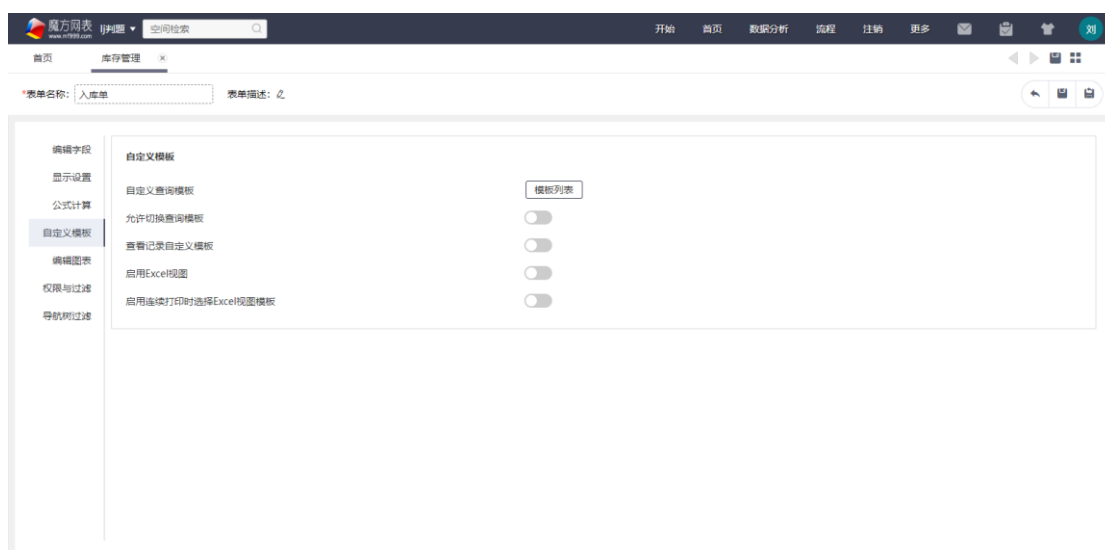 魔方网表 lj判题 ▼ 空间检索 开始 首页 数据分析 流程 注销 更多 刘
www.mf999.com
首页 库存管理 ×
*表单名称: 入库单 表单描述:
编辑字段
自定义模板
显示设置
自定义查询模板 模板列表
公式计算
允许切换查询模板
自定义模板
查看记录自定义模板
编辑图表
启用Excel视图
权限与过滤
启用连续打印时选择Excel视图模板
导航树过滤